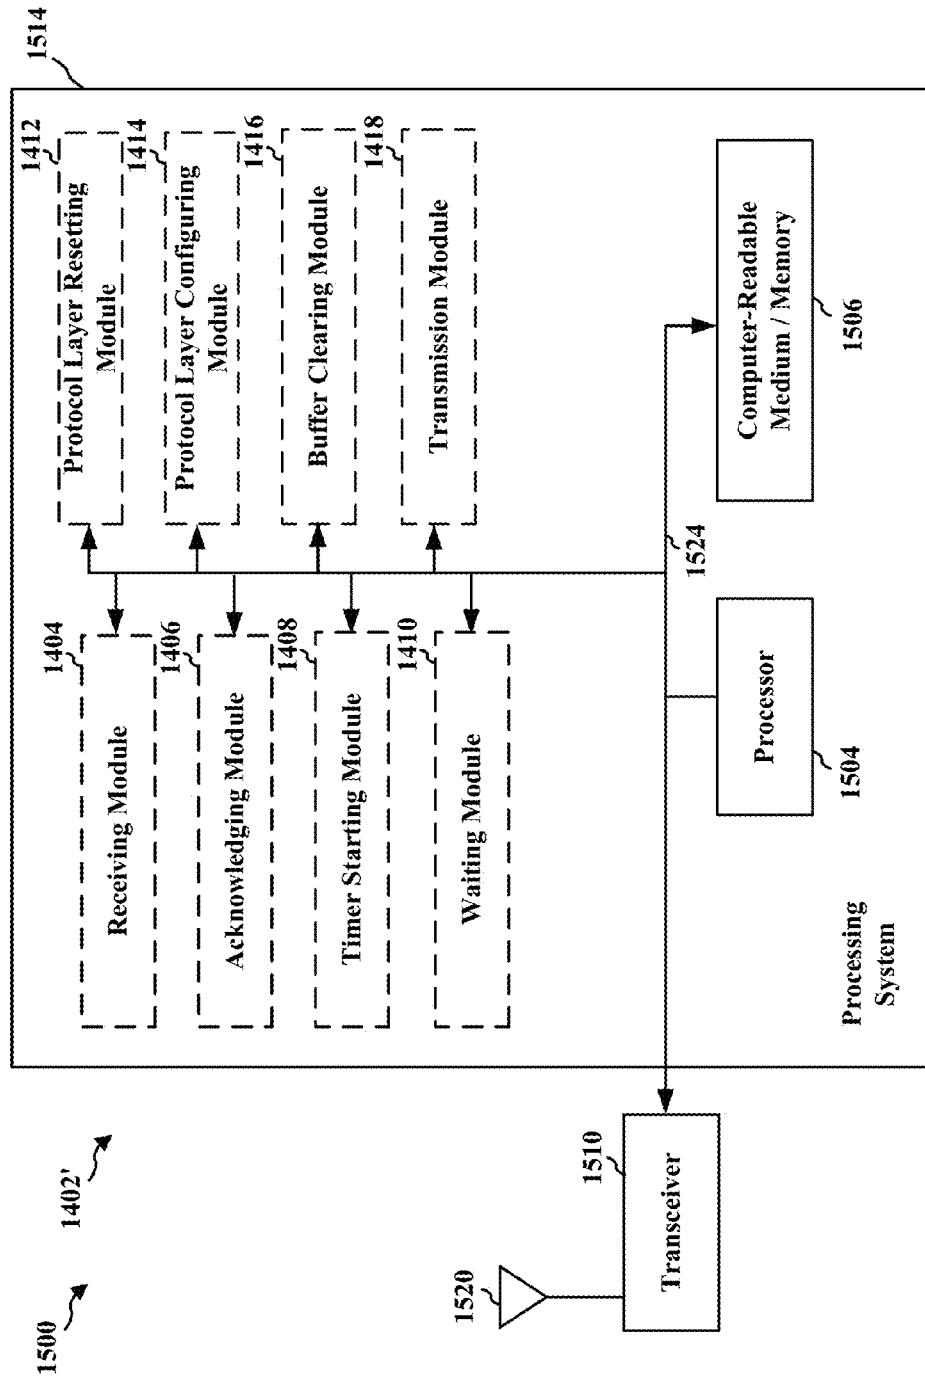 1500
1402'
1514
1404
Receiving Module
1406
Acknowledging Module
1408
Timer Starting Module
1410
Waiting Module
1412
Protocol Layer Resetting
Module
1414
Protocol Layer Configuring
Module
1416
Buffer Clearing Module
1418
Transmission Module
1520
1510
Transceiver
Processing
System
Processor
1504
1524
Computer-Readable
Medium / Memory
1506